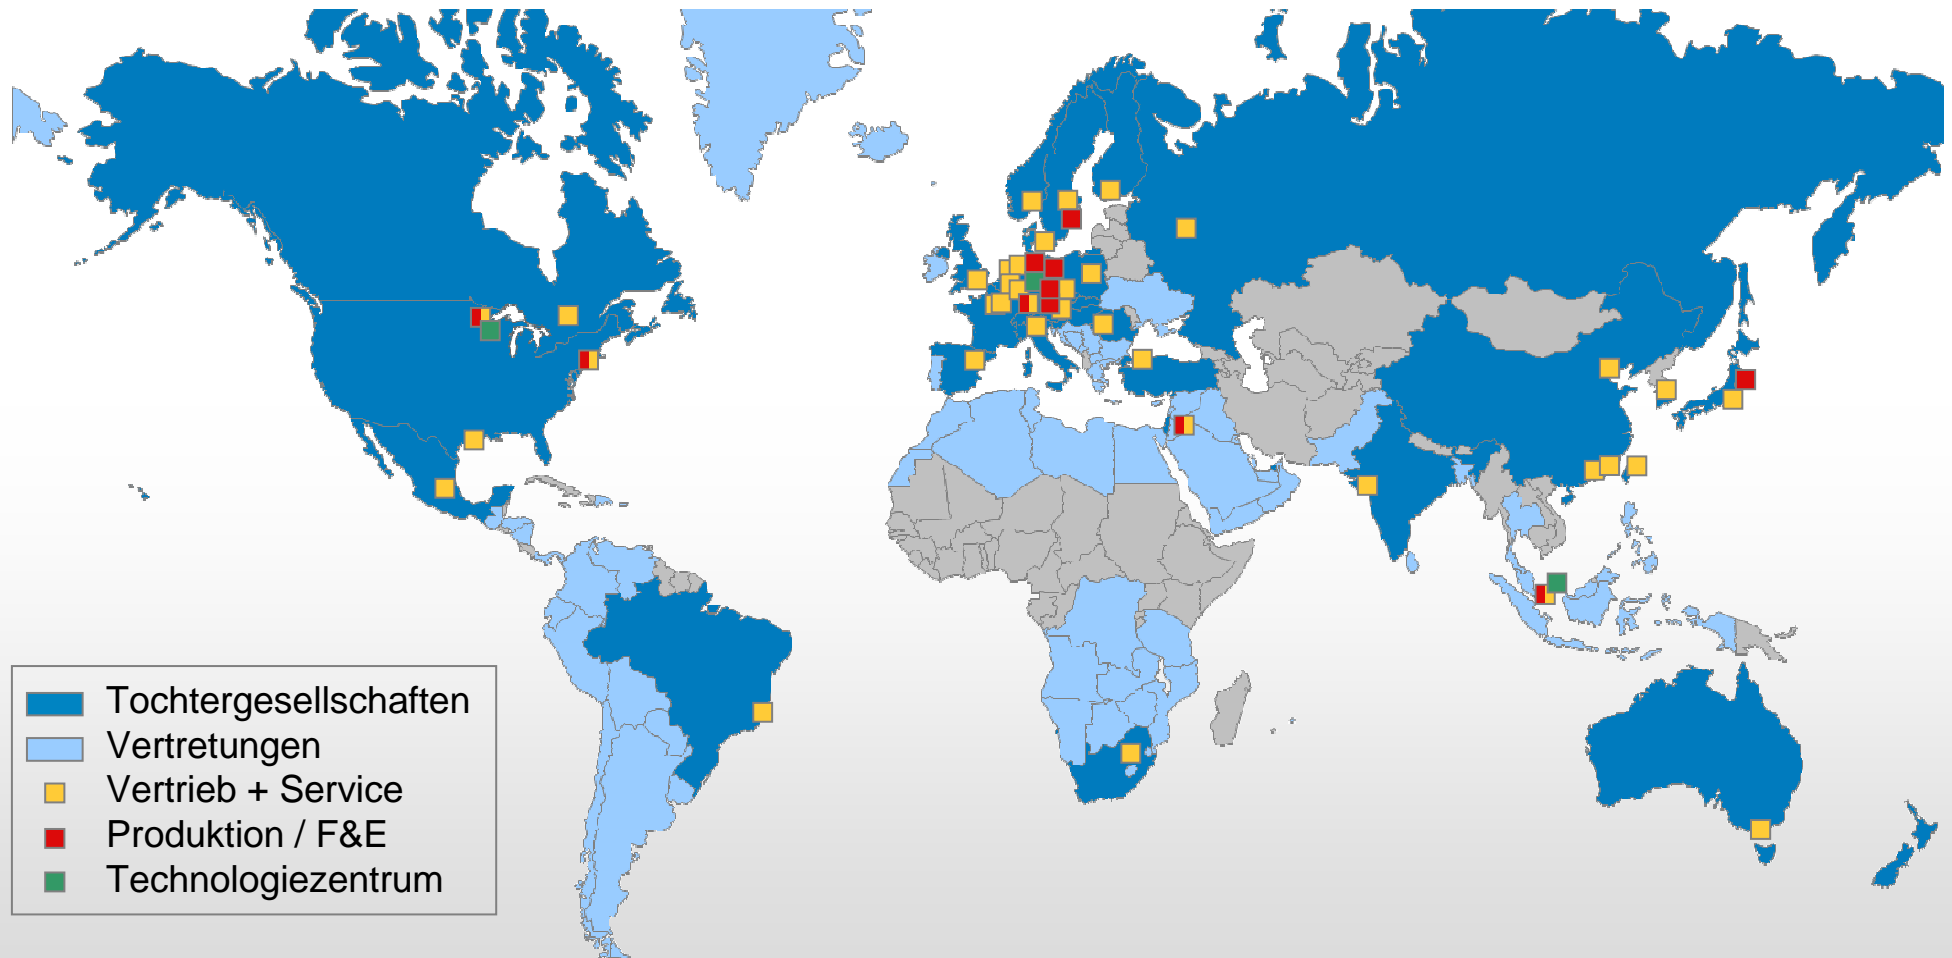 Tochtergesellschaften
Vertretungen
Vertrieb + Service
Produktion / F&E
Technologiezentrum